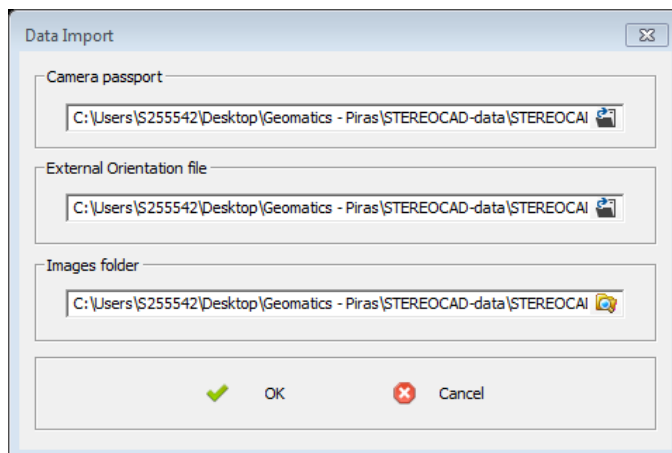 Data Import
Camera passport
C:\Users\S255542\Desktop\Geomatics - Piras\STEREOCAD-data\STEREOCAI
External Orientation file
C:\Users\S255542\Desktop\Geomatics - Piras\STEREOCAD-data\STEREOCAI
Images folder
C:\Users\S255542\Desktop\Geomatics - Piras\STEREOCAD-data\STEREOCAI
OK Cancel